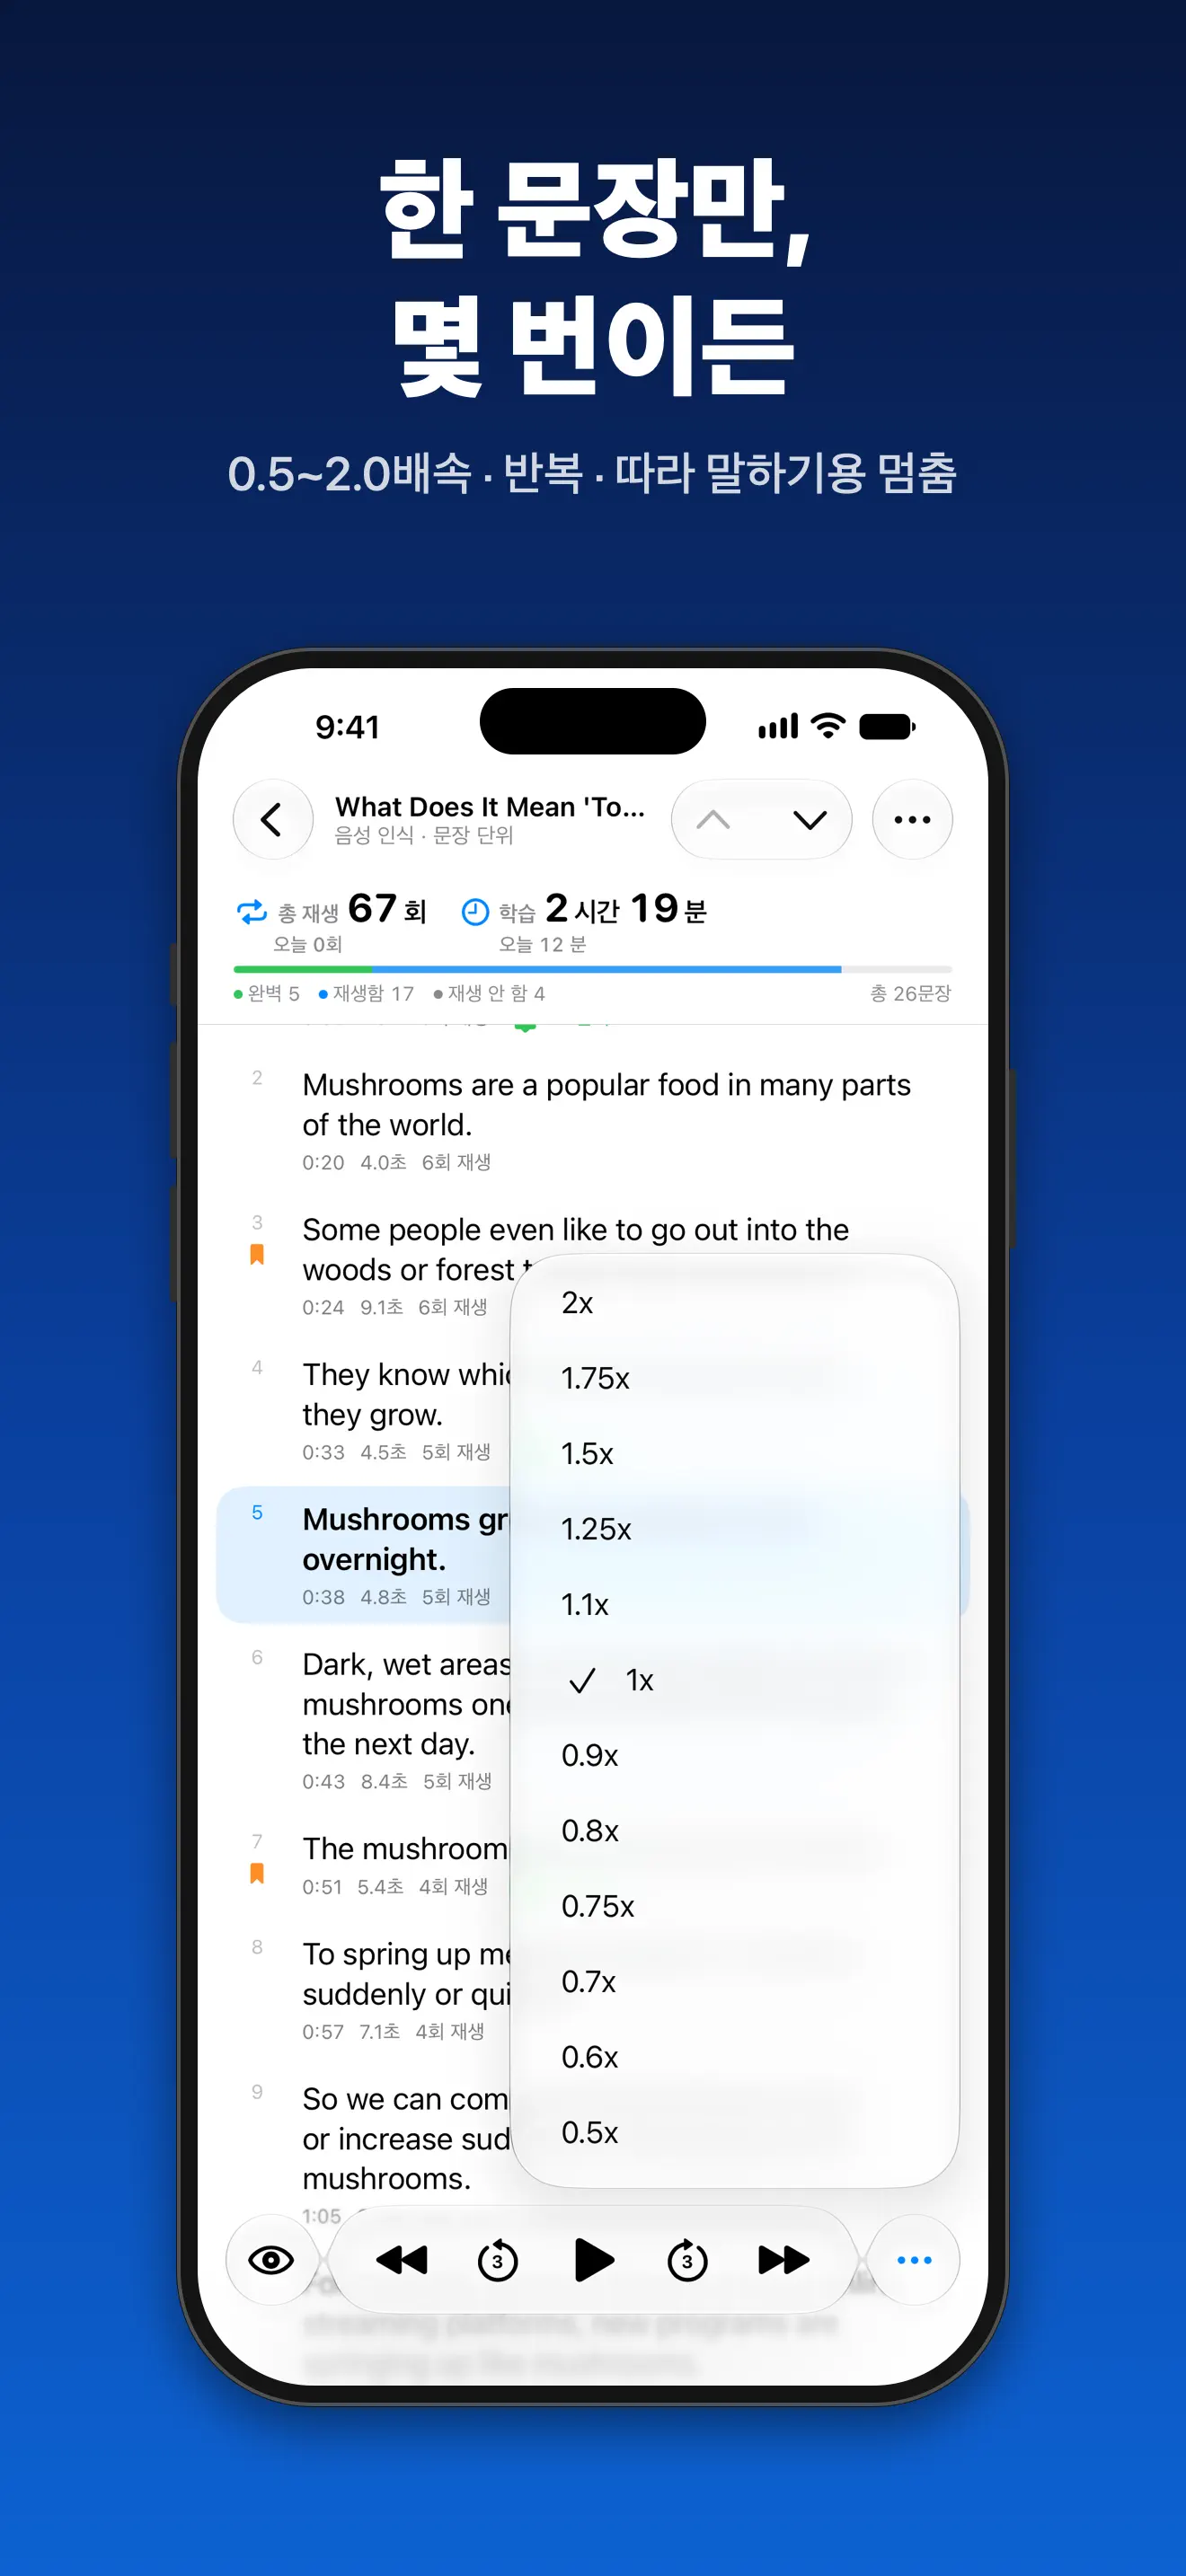 한 문장만,
몇 번이든
0.5~2.0배속 · 반복 · 따라 말하기용 멈춤
9:41
What Does It Mean 'To...
음성 인식 · 문장 단위
총 재생 67 회 학습 2 시간 19 분
오늘 0회 오늘 12 분
완벽 5 재생함 17 재생 안 함 4 총 26문장
2 Mushrooms are a popular food in many parts
of the world.
0:20 4.0초 6회 재생
3 Some people even like to go out into the
woods or forest
0:24 9.1초 6회 재생
4 They know
they grow.
0:33 4.5초 5회 재생
5 Mushrooms
overnight.
0:38 4.8초 5회 재생
6 Dark, wet areas
mushrooms
the next day.
0:43 8.4초 5회 재생
7 The mushroom
0:51 5.4초 4회 재생
8 To spring up
suddenly or
0:57 7.1초 4회 재생
9 So we can
or increase
mushrooms.
1:05
2x
1.75x
1.5x
1.25x
1.1x
1x
0.9x
0.8x
0.75x
0.7x
0.6x
0.5x
3 3
streaming platforms, new programs are
springing up like mushrooms.